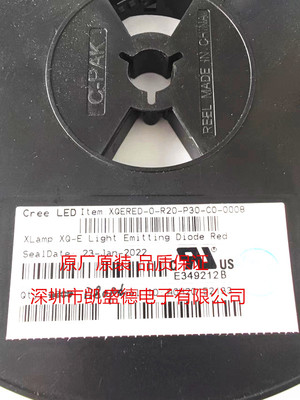 C-PAK
REEL MADE IN CHINA
Cree LED Item XQERED-0-R20-P30-CD-0008
XLamp XQ-E Light Emitting Diode Red
SealDate 23-Jan-2022
原厂原装 品质保证
US
E349212B
深圳市凯盛德电子有限公司